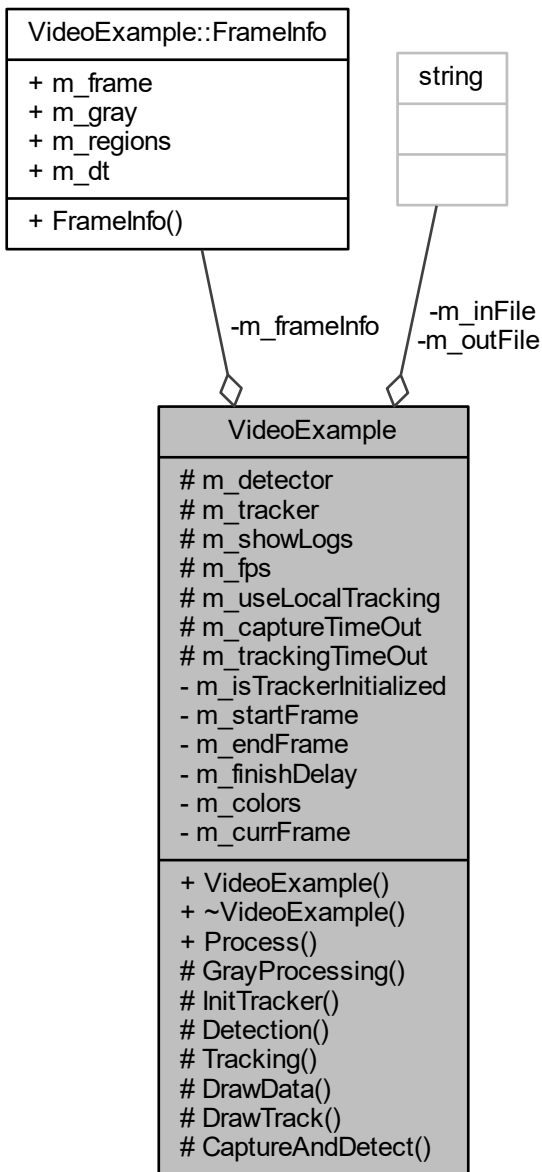 VideoExample::FrameInfo
+ m_frame
+ m_gray
+ m_regions
+ m_dt
+ FrameInfo()
string
-m_frameInfo
-m_inFile
-m_outFile
VideoExample
# m_detector
# m_tracker
# m_showLogs
# m_fps
# m_useLocalTracking
# m_captureTimeOut
# m_trackingTimeOut
- m_isTrackerInitialized
- m_startFrame
- m_endFrame
- m_finishDelay
- m_colors
- m_currFrame
+ VideoExample()
+ ~VideoExample()
+ Process()
# GrayProcessing()
# InitTracker()
# Detection()
# Tracking()
# DrawData()
# DrawTrack()
# CaptureAndDetect()